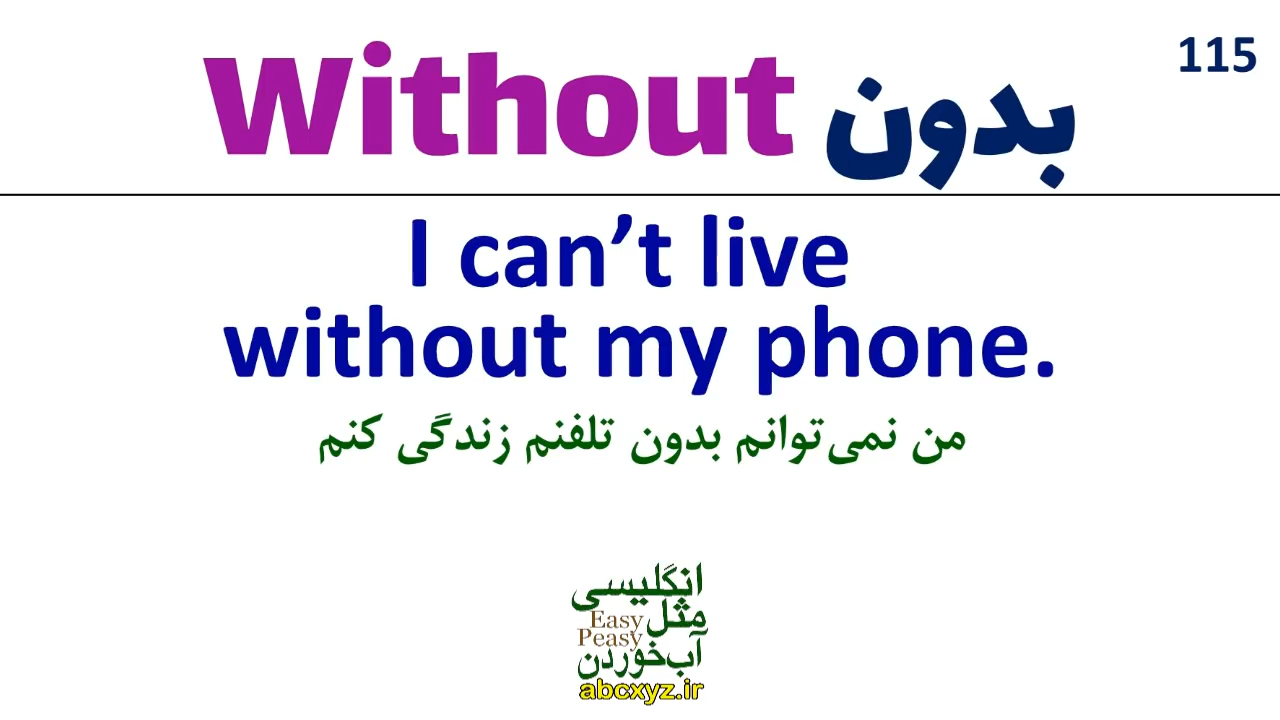 Without بدون
115
I can’t live
without my phone.
من نمی‌توانم بدون تلفنم زندگی کنم
انگلیسی
مثل
Easy
Peasy
آب‌خوردن
abcxyz.ir